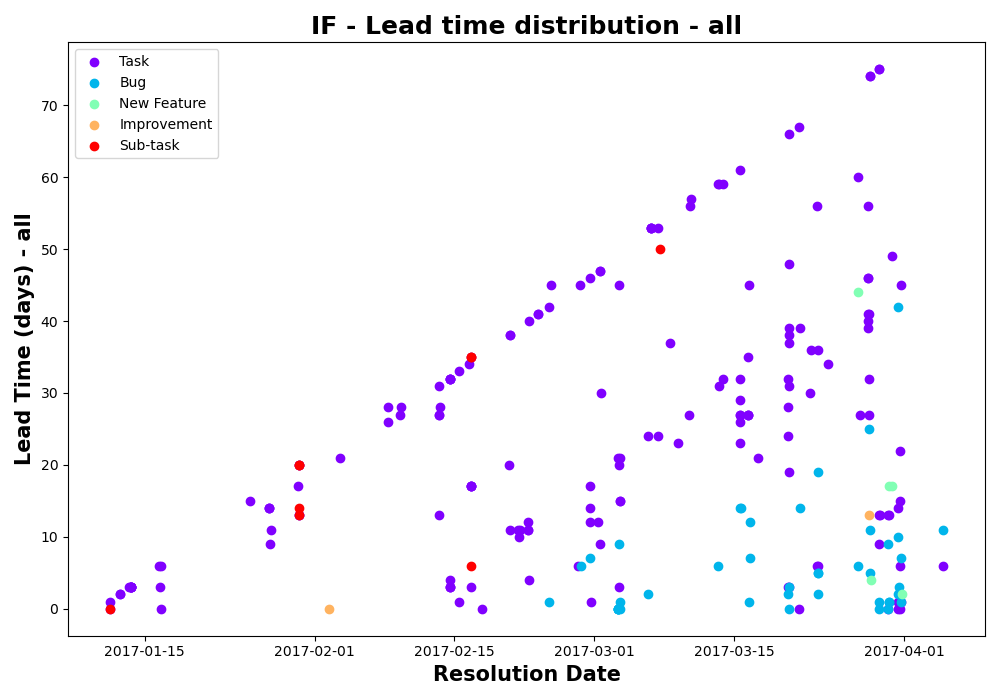 IF - Lead time distribution - all
Task
Bug
New Feature
Improvement
Sub-task
Lead Time (days) - all
70
60
50
40
30
20
10
0
2017-01-15
2017-02-01
2017-02-15
2017-03-01
2017-03-15
2017-04-01
Resolution Date